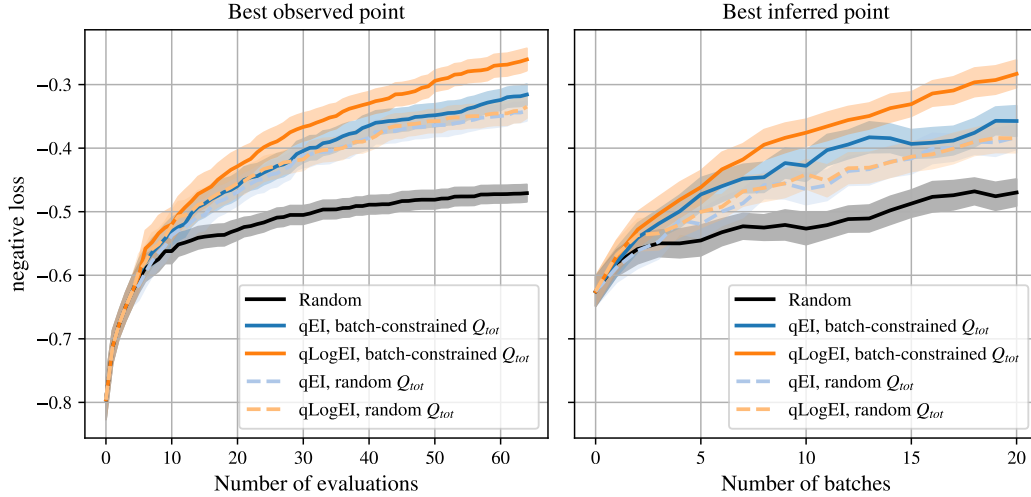 Best observed point
negative loss
−0.3
−0.4
−0.5
−0.6
−0.7
−0.8
0 10 20 30 40 50 60
Number of evaluations
Random
qEI, batch-constrained Q_tot
qLogEI, batch-constrained Q_tot
qEI, random Q_tot
qLogEI, random Q_tot
Best inferred point
0 5 10 15 20
Number of batches
Random
qEI, batch-constrained Q_tot
qLogEI, batch-constrained Q_tot
qEI, random Q_tot
qLogEI, random Q_tot